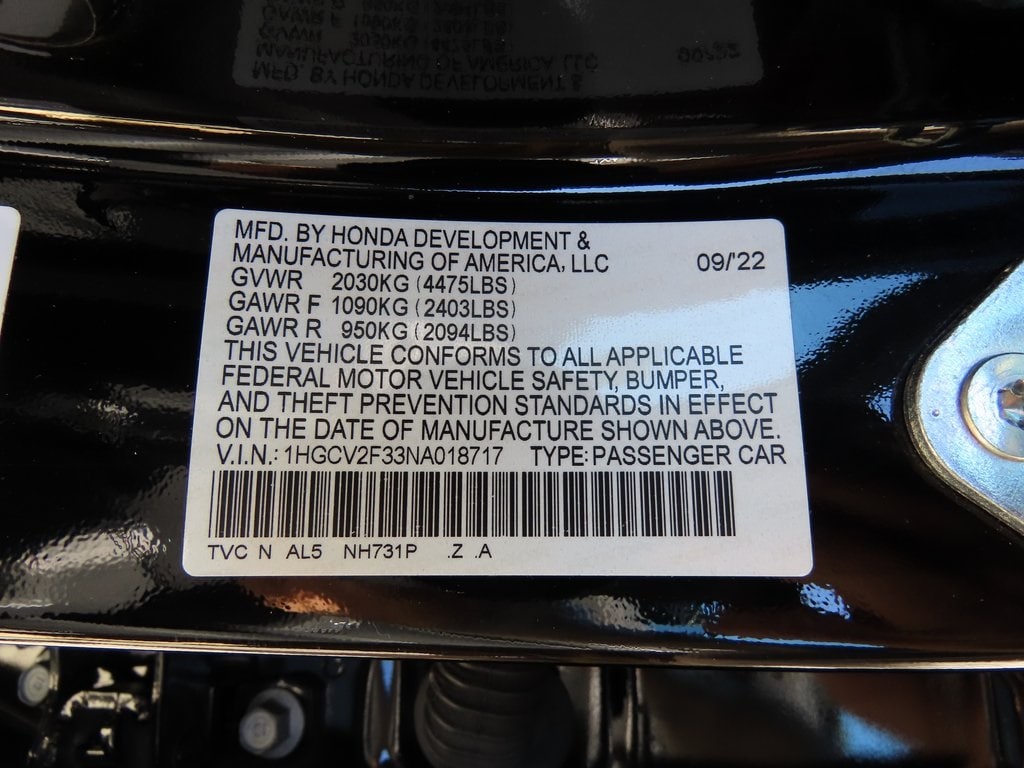 MFD. BY HONDA DEVELOPMENT &
MANUFACTURING OF AMERICA, LLC 09/'22
GVWR 2030KG (4475LBS)
GAWR F 1090KG (2403LBS)
GAWR R 950KG (2094LBS)
THIS VEHICLE CONFORMS TO ALL APPLICABLE
FEDERAL MOTOR VEHICLE SAFETY, BUMPER,
AND THEFT PREVENTION STANDARDS IN EFFECT
ON THE DATE OF MANUFACTURE SHOWN ABOVE.
V.I.N.: 1HGCV2F33NA018717 TYPE: PASSENGER CAR
TVC N AL5 NH731P .Z .A